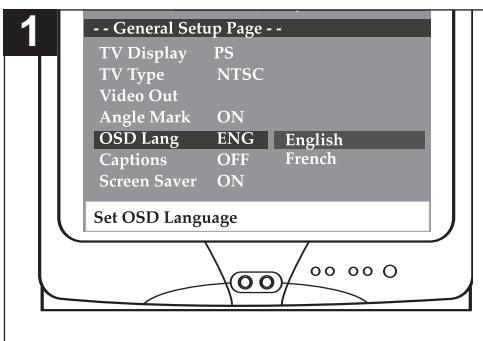 1
- - General Setup Page - -
TV Display PS
TV Type NTSC
Video Out
Angle Mark ON
OSD Lang ENG English
Captions OFF French
Screen Saver ON
Set OSD Language